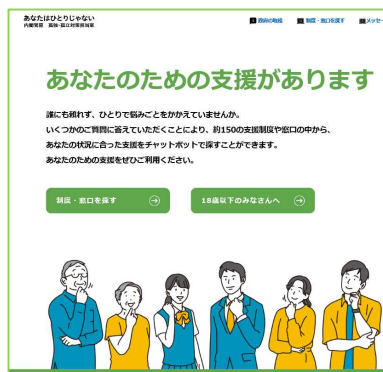 あなたはひとりじゃない
内閣官房 孤独・孤立対策担当室
政府の取組
制度・窓口を探す
メッセー
あなたのための支援があります
誰にも頼れず、ひとりで悩みごとをかかえていませんか。
いくつかのご質問に答えていただくことにより、約150の支援制度や窓口の中から、
あなたの状況に合った支援をチャットボットで探すことができます。
あなたのための支援をぜひご利用ください。
制度・窓口を探す
18歳以下のみなさんへ